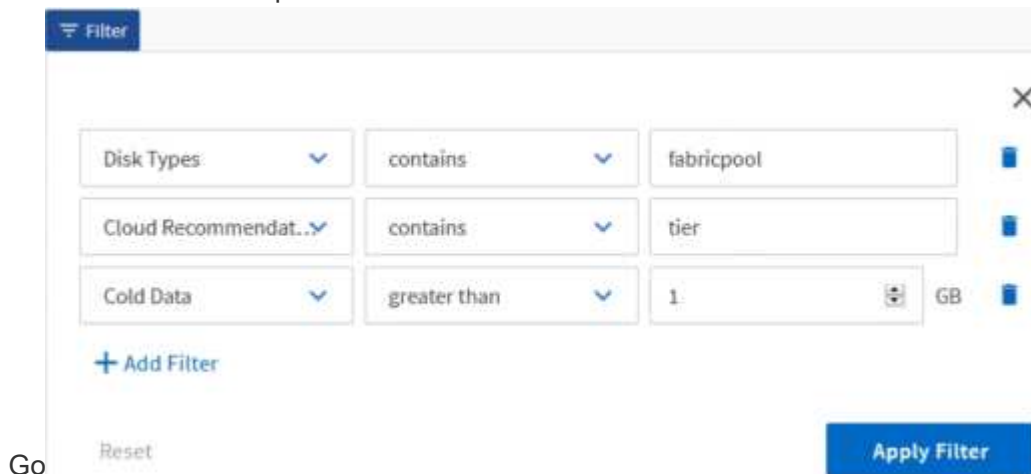 Filter
Disk Types contains fabricpool
Cloud Recommendat.. contains tier
Cold Data greater than 1 GB
+ Add Filter
Reset Apply Filter
Go